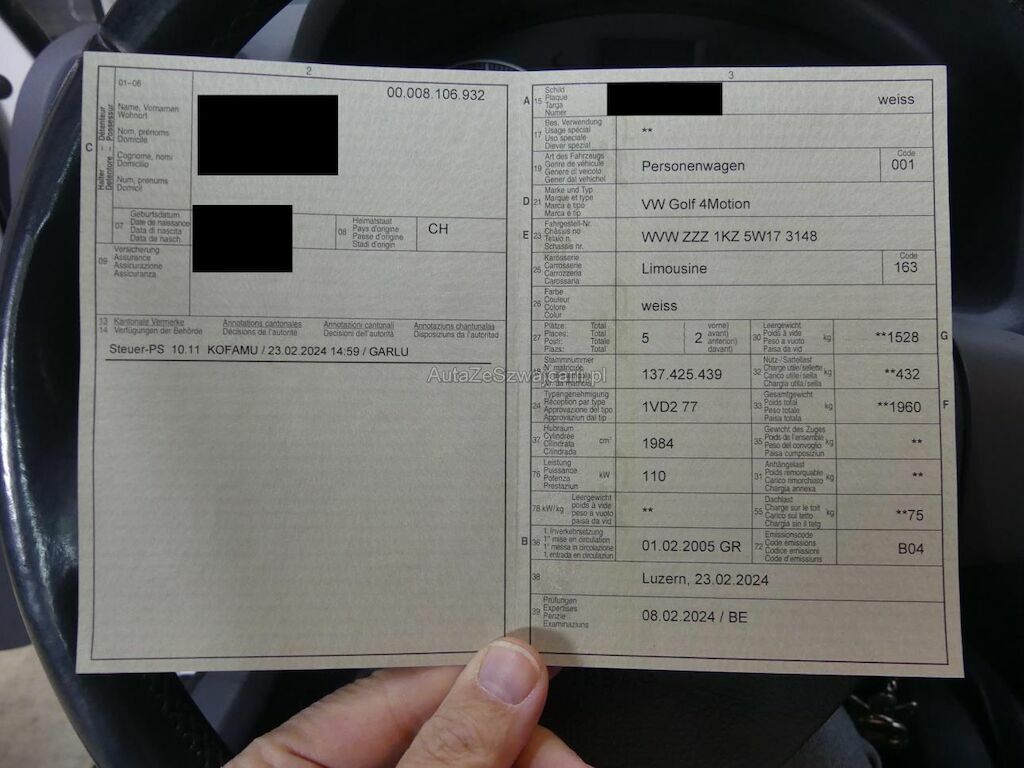 2
01–06
00.008.106.932
Halter – Détenteur
Detentore – Possessur
C
Name, Vornamen
Wohnort
Nom, prénoms
Domicile
Cognome, nomi
Domicilio
Num, prenums
Domicil
07
Geburtsdatum
Date de naissance
Data di nascita
Data da nasch.
08
Heimatstaat
Pays d'origine
Passe d'origine
Stadi d'origin
CH
09
Versicherung
Assurance
Assicurazione
Assicuranza
13
14
Kantonale Vermerke
Verfügungen der Behörde
Annotations cantonales
Décisions de l'autorité
Annotazioni cantonali
Decisioni dell'autorità
Annotaziuns chantunalas
Disposiziuns da l'autoritad
Steuer-PS 10.11 KOFAMU / 23.02.2024 14:59 / GARLU
AutaZeSzwajcarii.pl
3
A
15
Schild
Plaque
Targa
Numer
weiss
17
Bes. Verwendung
Usage spécial
Uso speciale
Diever spezial
**
19
Art des Fahrzeugs
Genre de véhicule
Genere di veicolo
Gener dal vehichel
Personenwagen
Code
001
D
21
Marke und Typ
Marque et type
Marca e tipo
Marca e tip
VW Golf 4Motion
E
23
Fahrgestell-Nr.
Châssis no
Telaio n.
Schassis nr.
WVW ZZZ 1KZ 5W17 3148
25
Karosserie
Carrosserie
Carrozzeria
Carossaria
Limousine
Code
163
26
Farbe
Couleur
Colore
Colur
weiss
27
Plätze: Total
Places: Total
Posti: Totale
Plazs: Total
5
2
vorne)
avant)
anteriori)
davant)
30
Leergewicht
Poids à vide
Peso a vuoto
Paisa da vid
kg
**1528
G
18
Stammnummer
N° matricule
137.425.439
32
Nutz-/Sattellast
Charge utile/sellette
Carico utile/sella
Chargia utila/sella
kg
**432
24
Typengenehmigung
Réception par type
Approvazione del tipo
Approvaziun dal tip
1VD2 77
33
Gesamtgewicht
Poids total
Peso totale
Paisa totala
kg
**1960
F
37
Hubraum
Cylindrée
Cilindrata
Cilindrada
cm³
1984
35
Gewicht des Zuges
Poids de l'ensemble
Peso del convoglio
Paisa cumposiziun
kg
**
76
Leistung
Puissance
Potenza
Prestaziun
kW
110
31
Anhängelast
Poids remorquable
Carico rimorchiato
Chargia annexa
kg
**
78
kW/kg
Leergewicht
poids à vide
peso a vuoto
paisa da vid
**
55
Dachlast
Charge sur le toit
Carico sul tetto
Chargia sin il tetg
kg
**75
B
36
1. Inverkehrsetzung
1re mise en circulation
1a messa in circolazione
1. entrada en circulaziun
01.02.2005 GR
72
Emissionscode
Code émissions
Codice emissioni
Code d'emissiuns
B04
38
Luzern, 23.02.2024
39
Prüfungen
Expertises
Perizie
Examinaziuns
08.02.2024 / BE